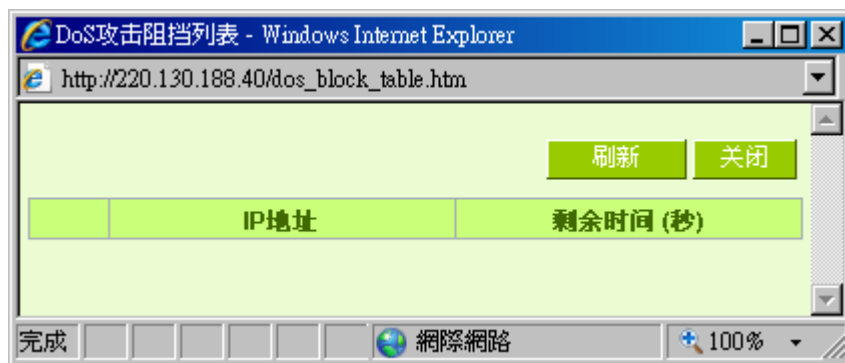 DoS攻击阻挡列表 - Windows Internet Explorer
http://220.130.188.40/dos_block_table.htm
刷新 关闭
IP地址 剩余时间 (秒)
完成 網際網路 100%